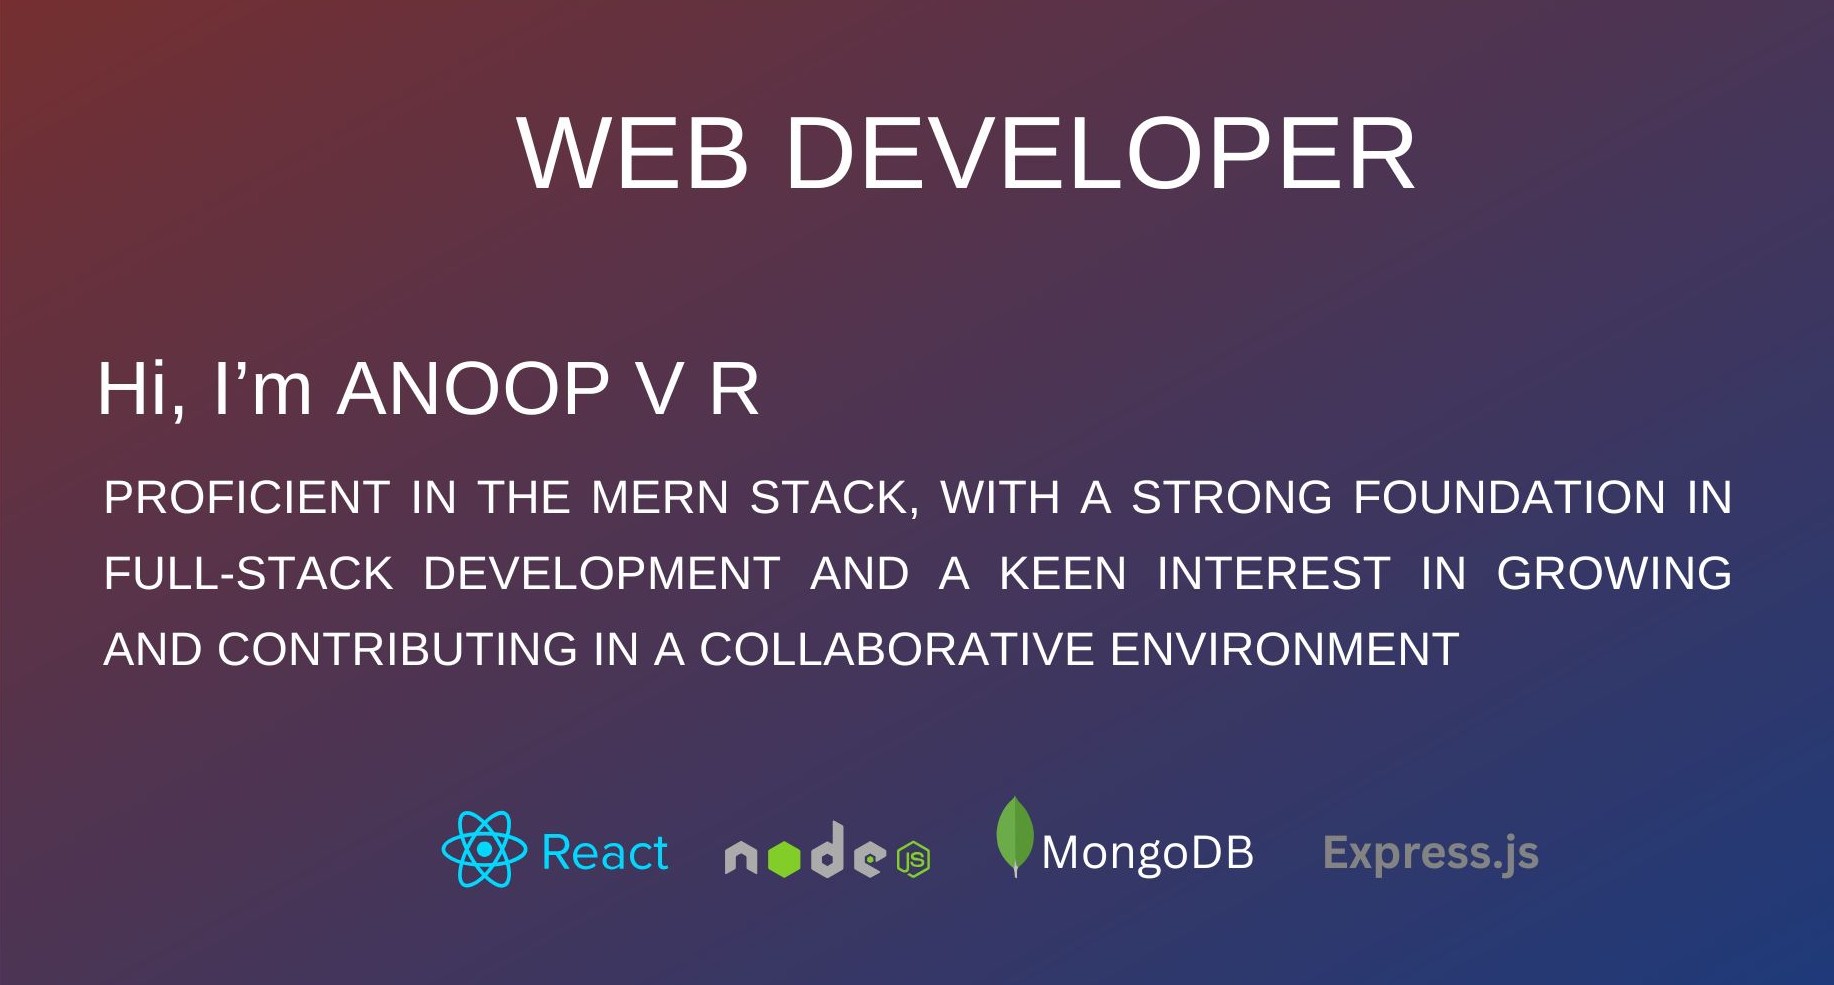 WEB DEVELOPER
Hi, I’m ANOOP V R
PROFICIENT IN THE MERN STACK, WITH A STRONG FOUNDATION IN
FULL-STACK DEVELOPMENT AND A KEEN INTEREST IN GROWING
AND CONTRIBUTING IN A COLLABORATIVE ENVIRONMENT
React node JS MongoDB Express.js